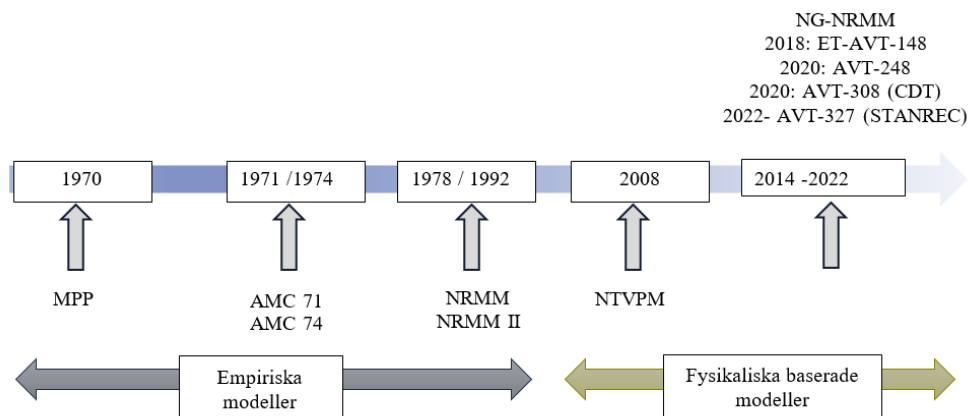 NG-NRMM
2018: ET-AVT-148
2020: AVT-248
2020: AVT-308 (CDT)
2022- AVT-327 (STANREC)
1970
1971 /1974
1978 / 1992
2008
2014 -2022
MPP
AMC 71
AMC 74
NRMM
NRMM II
NTVPM
Empiriska
modeller
Fysikaliska baserade
modeller